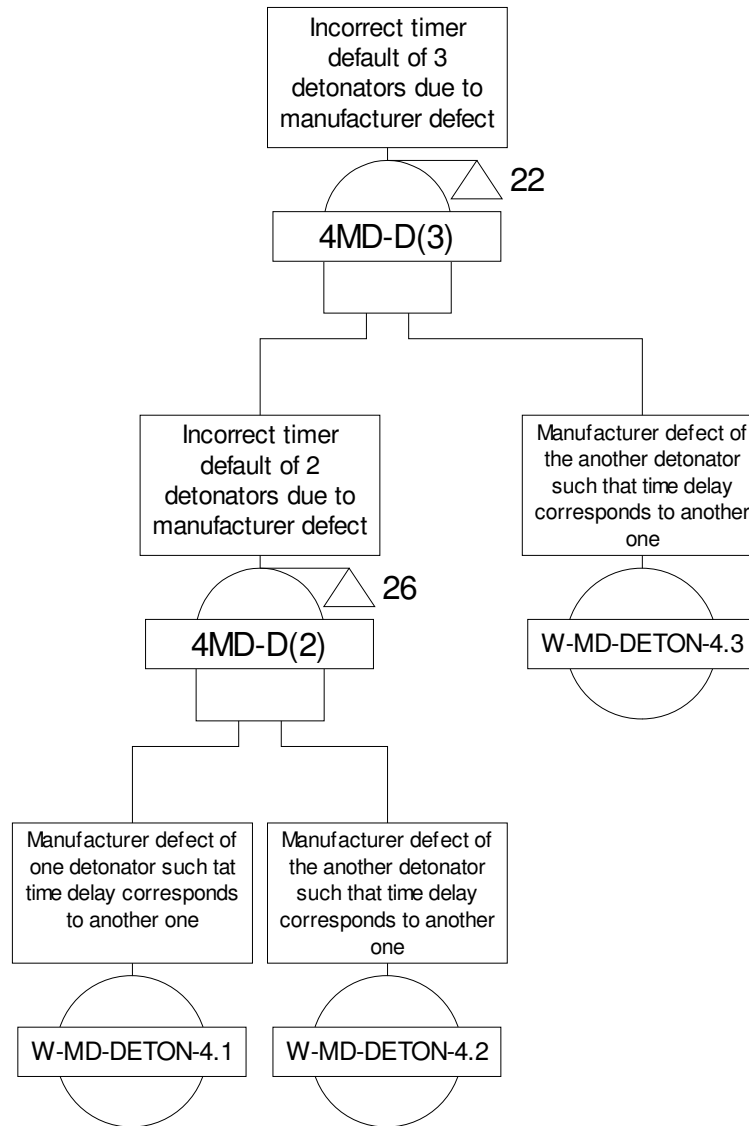 Incorrect timer
default of 3
detonators due to
manufacturer defect
22
4MD-D(3)
Incorrect timer
default of 2
detonators due to
manufacturer defect
Manufacturer defect of
the another detonator
such that time delay
corresponds to another
one
26
4MD-D(2)
W-MD-DETON-4.3
Manufacturer defect of
one detonator such tat
time delay corresponds
to another one
Manufacturer defect of
the another detonator
such that time delay
corresponds to another
one
W-MD-DETON-4.1
W-MD-DETON-4.2